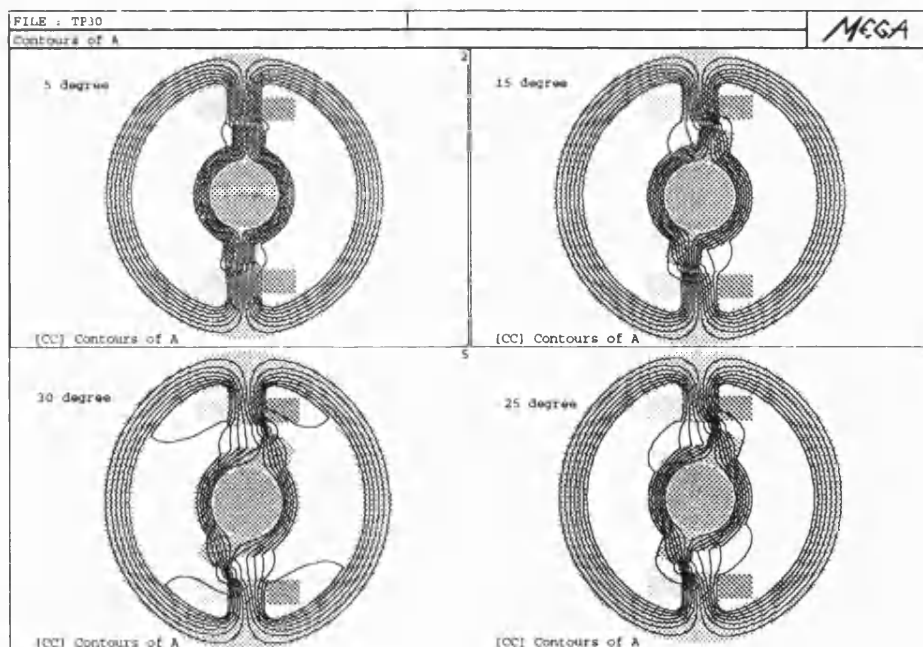 FILE : TP30
MEGA
Contours of A
2
5 degree
15 degree
[CC] Contours of A
[CC] Contours of A
5
30 degree
25 degree
[CC] Contours of A
[CC] Contours of A